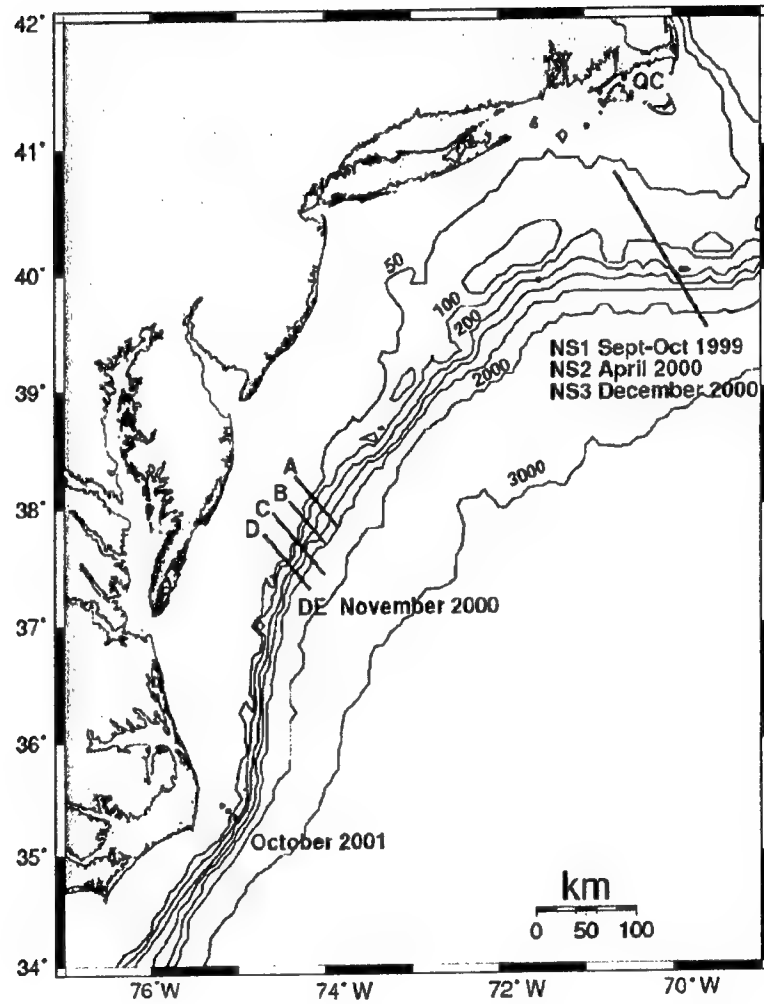 42°
QC
41°
50
40°
100
200
NS1 Sept-Oct 1999
NS2 April 2000
2000
NS3 December 2000
39°
A
3000
B
38°
C
D
DE November 2000
37°
36°
October 2001
35°
km
0 50 100
34°
76°W 74°W 72°W 70°W